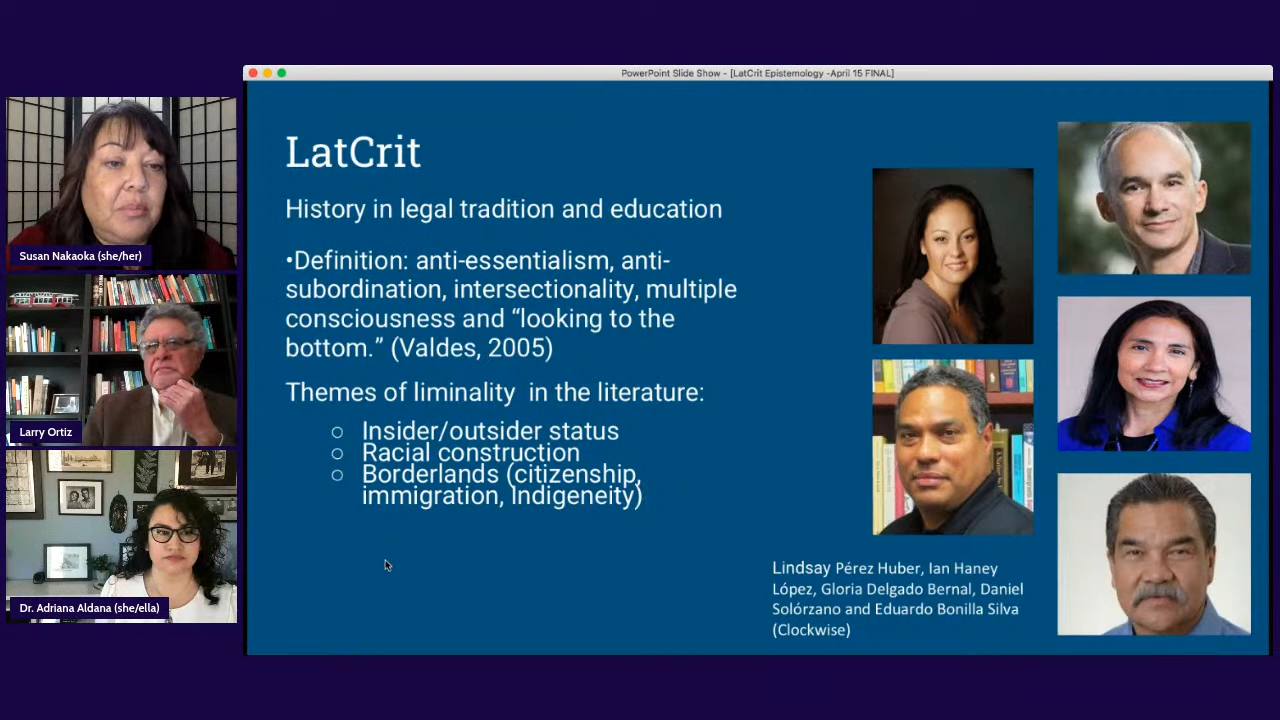 PowerPoint Slide Show - [LatCrit Epistemology -April 15 FINAL]
LatCrit
History in legal tradition and education
•Definition: anti-essentialism, anti-
subordination, intersectionality, multiple
consciousness and “looking to the
bottom.” (Valdes, 2005)
Themes of liminality  in the literature:
○ Insider/outsider status
○ Racial construction
○ Borderlands (citizenship,
immigration, Indigeneity)
Lindsay Pérez Huber, Ian Haney
López, Gloria Delgado Bernal, Daniel
Solórzano and Eduardo Bonilla Silva
(Clockwise)
Susan Nakaoka (she/her)
Larry Ortiz
Dr. Adriana Aldana (she/ella)